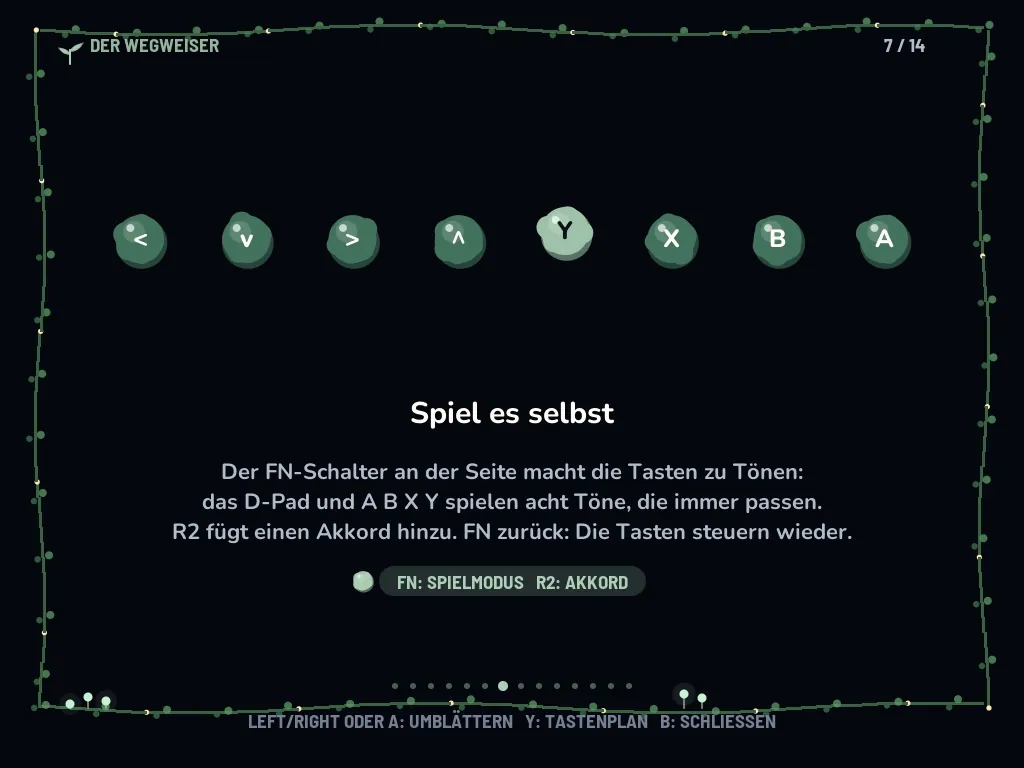 DER WEGWEISER
7 / 14
< v > ^ Y X B A
Spiel es selbst
Der FN-Schalter an der Seite macht die Tasten zu Tönen:
das D-Pad und A B X Y spielen acht Töne, die immer passen.
R2 fügt einen Akkord hinzu. FN zurück: Die Tasten steuern wieder.
FN: SPIELMODUS R2: AKKORD
LEFT/RIGHT ODER A: UMBLÄTTERN Y: TASTENPLAN B: SCHLIESSEN